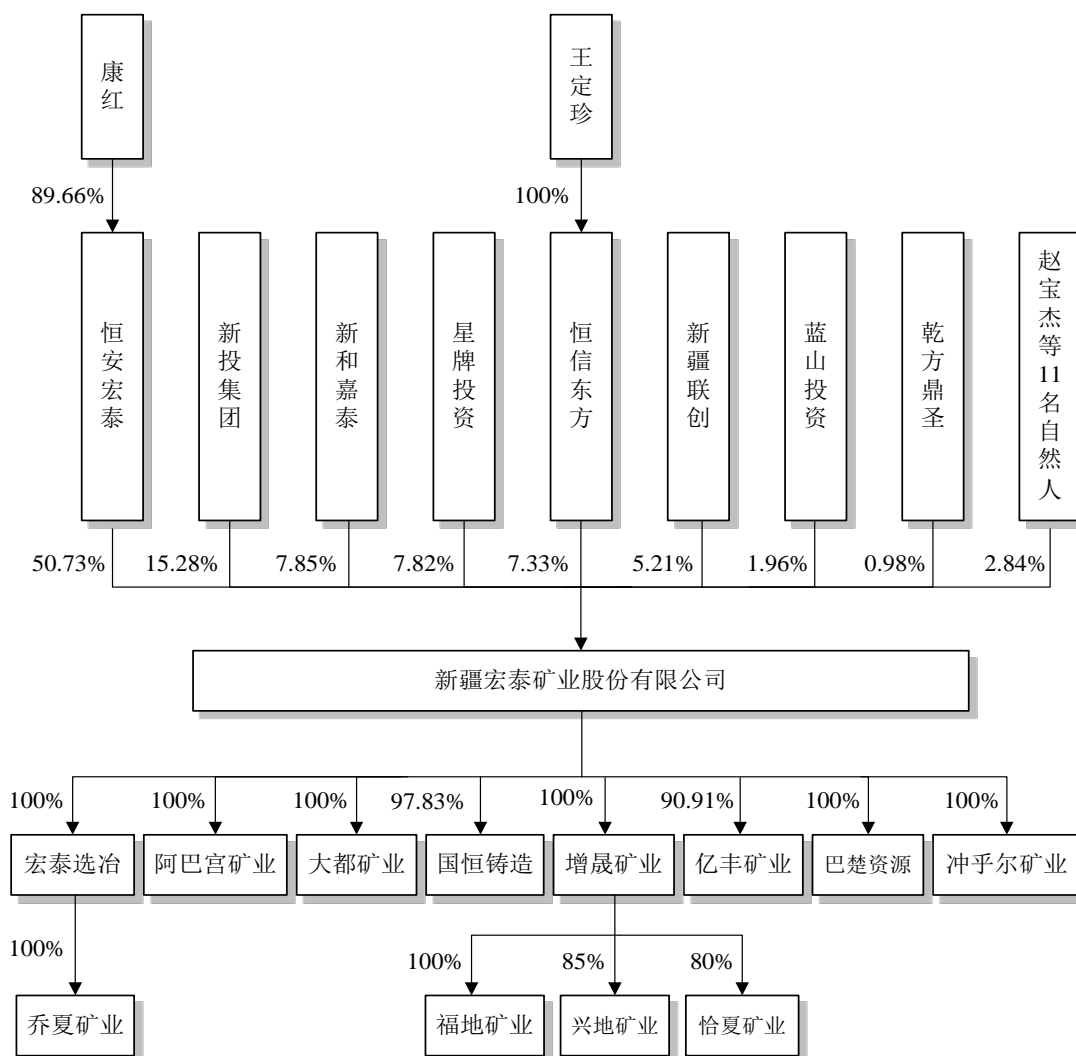 康红
王定珍
89.66%
100%
恒安宏泰
新投集团
新和嘉泰
星牌投资
恒信东方
新疆联创
蓝山投资
乾方鼎圣
赵宝杰等11名自然人
50.73%
15.28%
7.85%
7.82%
7.33%
5.21%
1.96%
0.98%
2.84%
新疆宏泰矿业股份有限公司
100%
100%
100%
97.83%
100%
90.91%
100%
100%
宏泰选冶
阿巴宫矿业
大都矿业
国恒铸造
增晟矿业
亿丰矿业
巴楚资源
冲乎尔矿业
100%
100%
85%
80%
乔夏矿业
福地矿业
兴地矿业
恰夏矿业